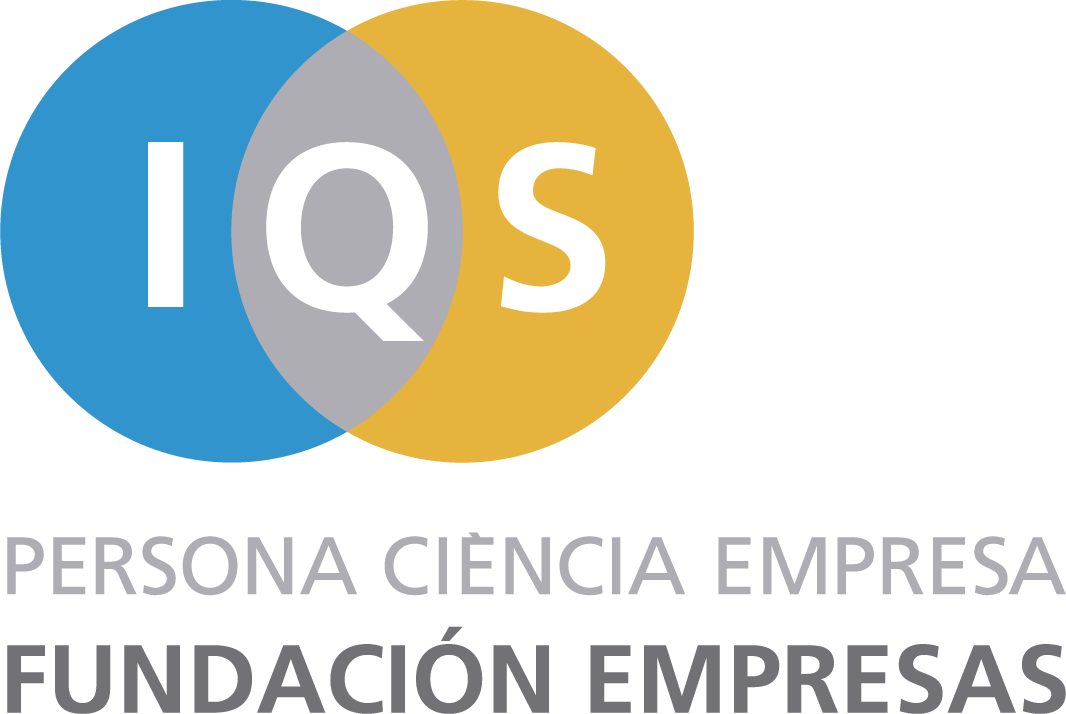 IQS
PERSONA CIÈNCIA EMPRESA
FUNDACIÓN EMPRESAS